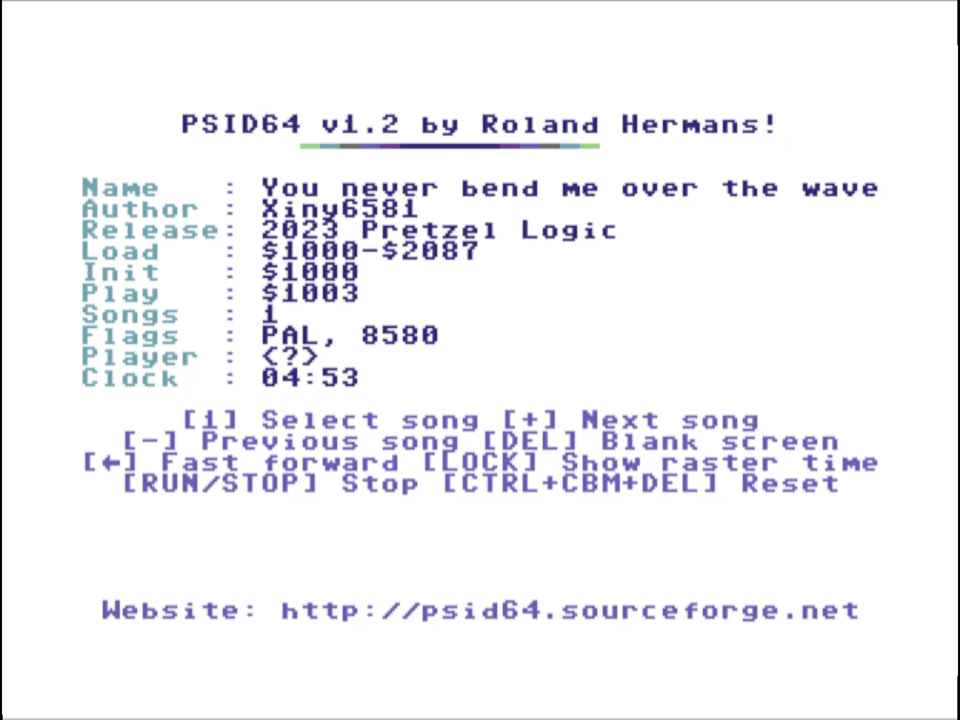 PSID64 v1.2 by Roland Hermans!
Name : You never bend me over the wave
Author : Xiny6581
Release: 2023 Pretzel Logic
Load : $1000-$2087
Init : $1000
Play : $1003
Songs : 1
Flags : PAL, 8580
Player : <?>
Clock : 04:53
[1] Select song [+] Next song
[-] Previous song [DEL] Blank screen
[←] Fast forward [LOCK] Show raster time
[RUN/STOP] Stop [CTRL+CBM+DEL] Reset
Website: http://psid64.sourceforge.net